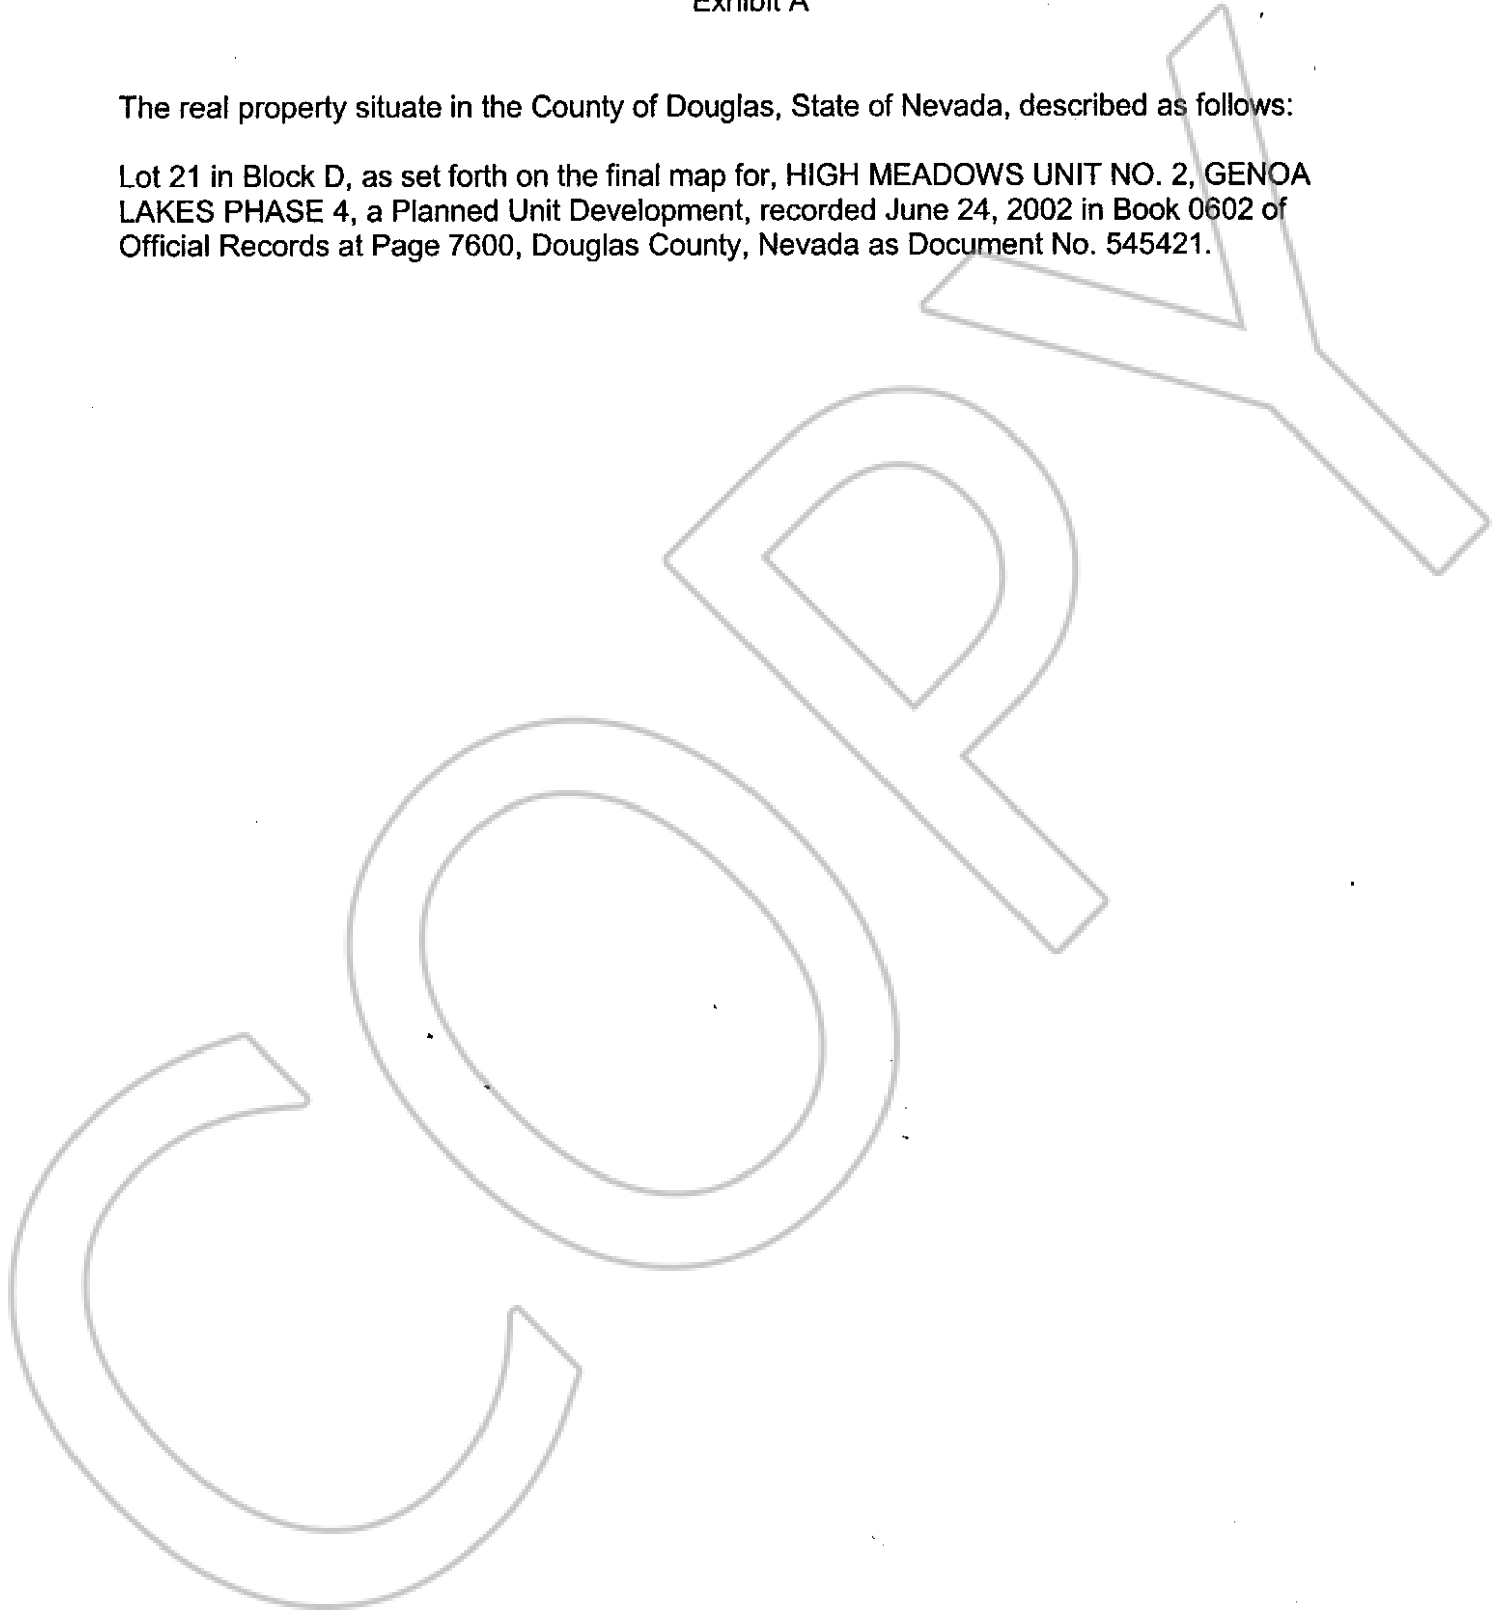 Exhibit A
The real property situate in the County of Douglas, State of Nevada, described as follows:
Lot 21 in Block D, as set forth on the final map for, HIGH MEADOWS UNIT NO. 2, GENOA
LAKES PHASE 4, a Planned Unit Development, recorded June 24, 2002 in Book 0602 of
Official Records at Page 7600, Douglas County, Nevada as Document No. 545421.
COPY